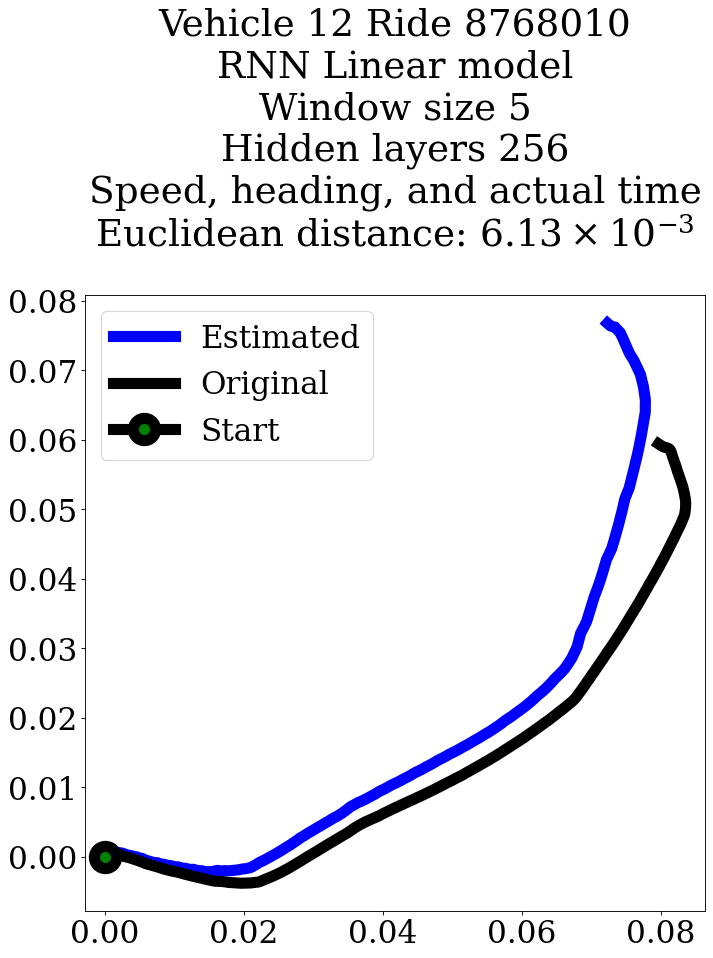 Vehicle 12 Ride 8768010
RNN Linear model
Window size 5
Hidden layers 256
Speed, heading, and actual time
Euclidean distance: 6.13 × 10⁻³
0.08
0.07
0.06
0.05
0.04
0.03
0.02
0.01
0.00
Estimated
Original
Start
0.00 0.02 0.04 0.06 0.08